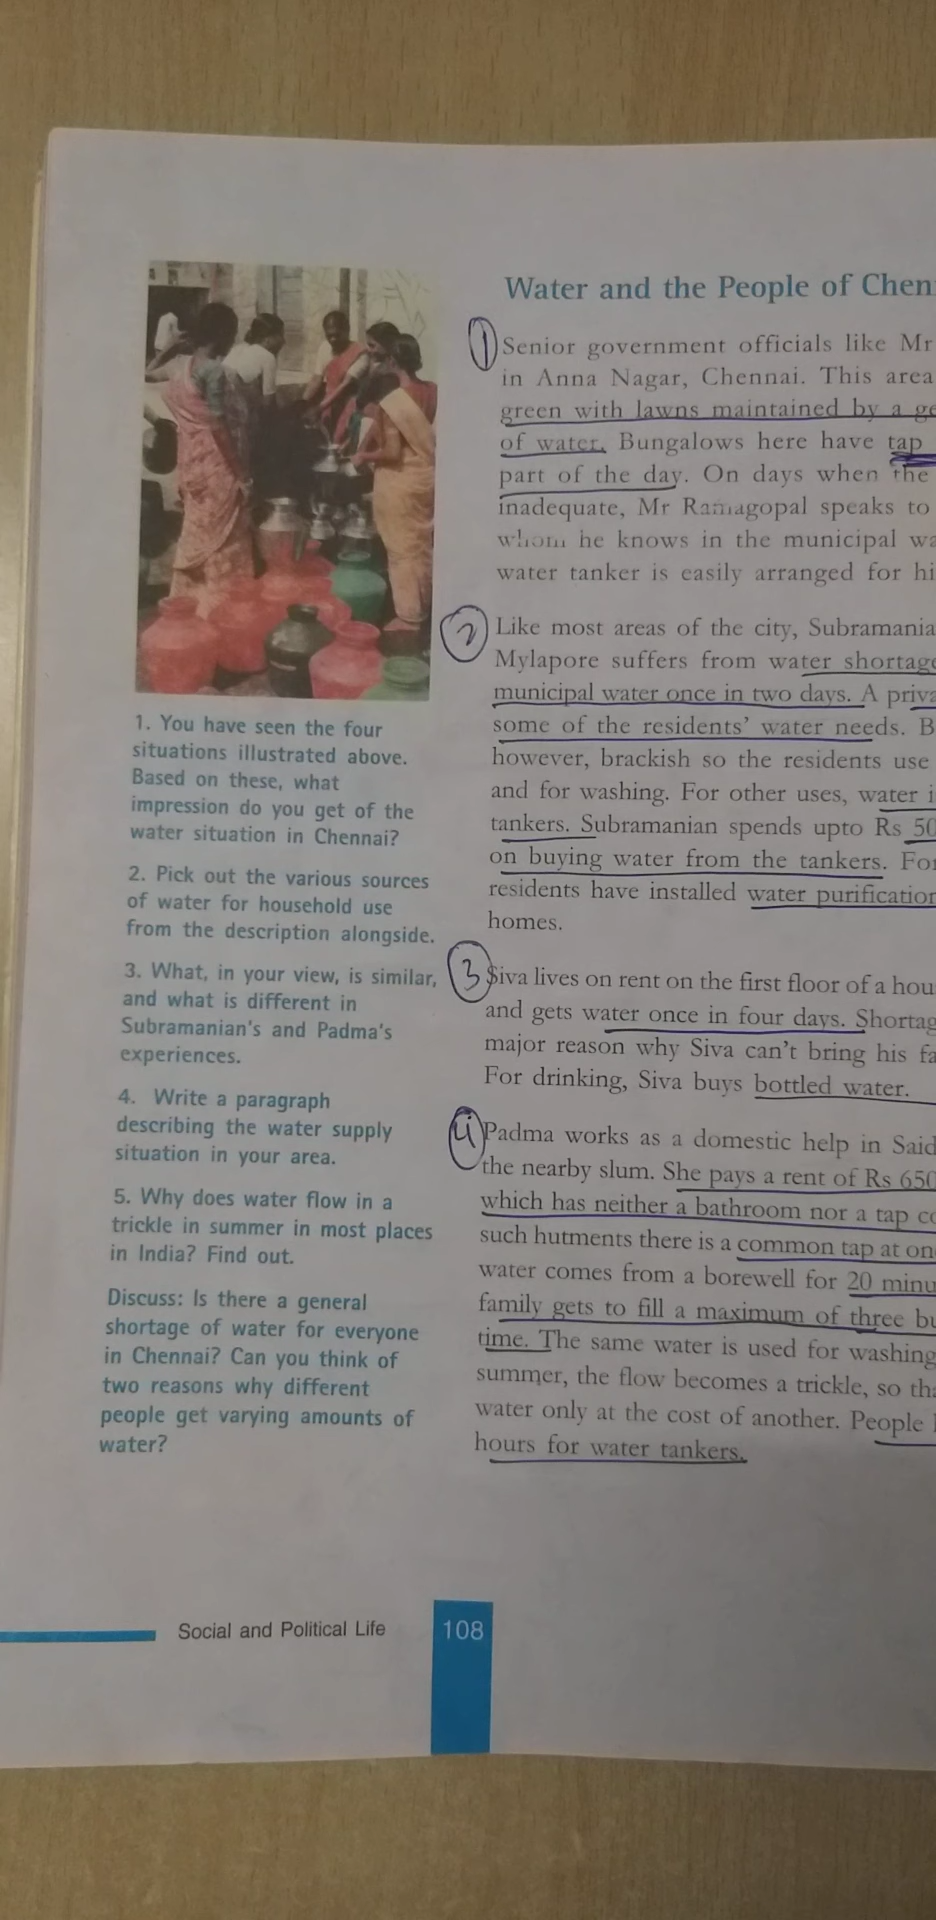 1. You have seen the four
situations illustrated above.
Based on these, what
impression do you get of the
water situation in Chennai?
2. Pick out the various sources
of water for household use
from the description alongside.
3. What, in your view, is similar,
and what is different in
Subramanian's and Padma's
experiences.
4. Write a paragraph
describing the water supply
situation in your area.
5. Why does water flow in a
trickle in summer in most places
in India? Find out.
Discuss: Is there a general
shortage of water for everyone
in Chennai? Can you think of
two reasons why different
people get varying amounts of
water?
Water and the People of Chen
1 Senior government officials like Mr
in Anna Nagar, Chennai. This area
green with lawns maintained by a ge
of water. Bungalows here have tap
part of the day. On days when the
inadequate, Mr Ramagopal speaks to
whom he knows in the municipal wa
water tanker is easily arranged for hi
2 Like most areas of the city, Subramania
Mylapore suffers from water shortage
municipal water once in two days. A priva
some of the residents' water needs. B
however, brackish so the residents use
and for washing. For other uses, water i
tankers. Subramanian spends upto Rs 50
on buying water from the tankers. For
residents have installed water purification
homes.
3 Siva lives on rent on the first floor of a hou
and gets water once in four days. Shortag
major reason why Siva can't bring his fa
For drinking, Siva buys bottled water.
4 Padma works as a domestic help in Said
the nearby slum. She pays a rent of Rs 650
which has neither a bathroom nor a tap co
such hutments there is a common tap at on
water comes from a borewell for 20 minu
family gets to fill a maximum of three bu
time. The same water is used for washing
summer, the flow becomes a trickle, so tha
water only at the cost of another. People
hours for water tankers.
Social and Political Life
108